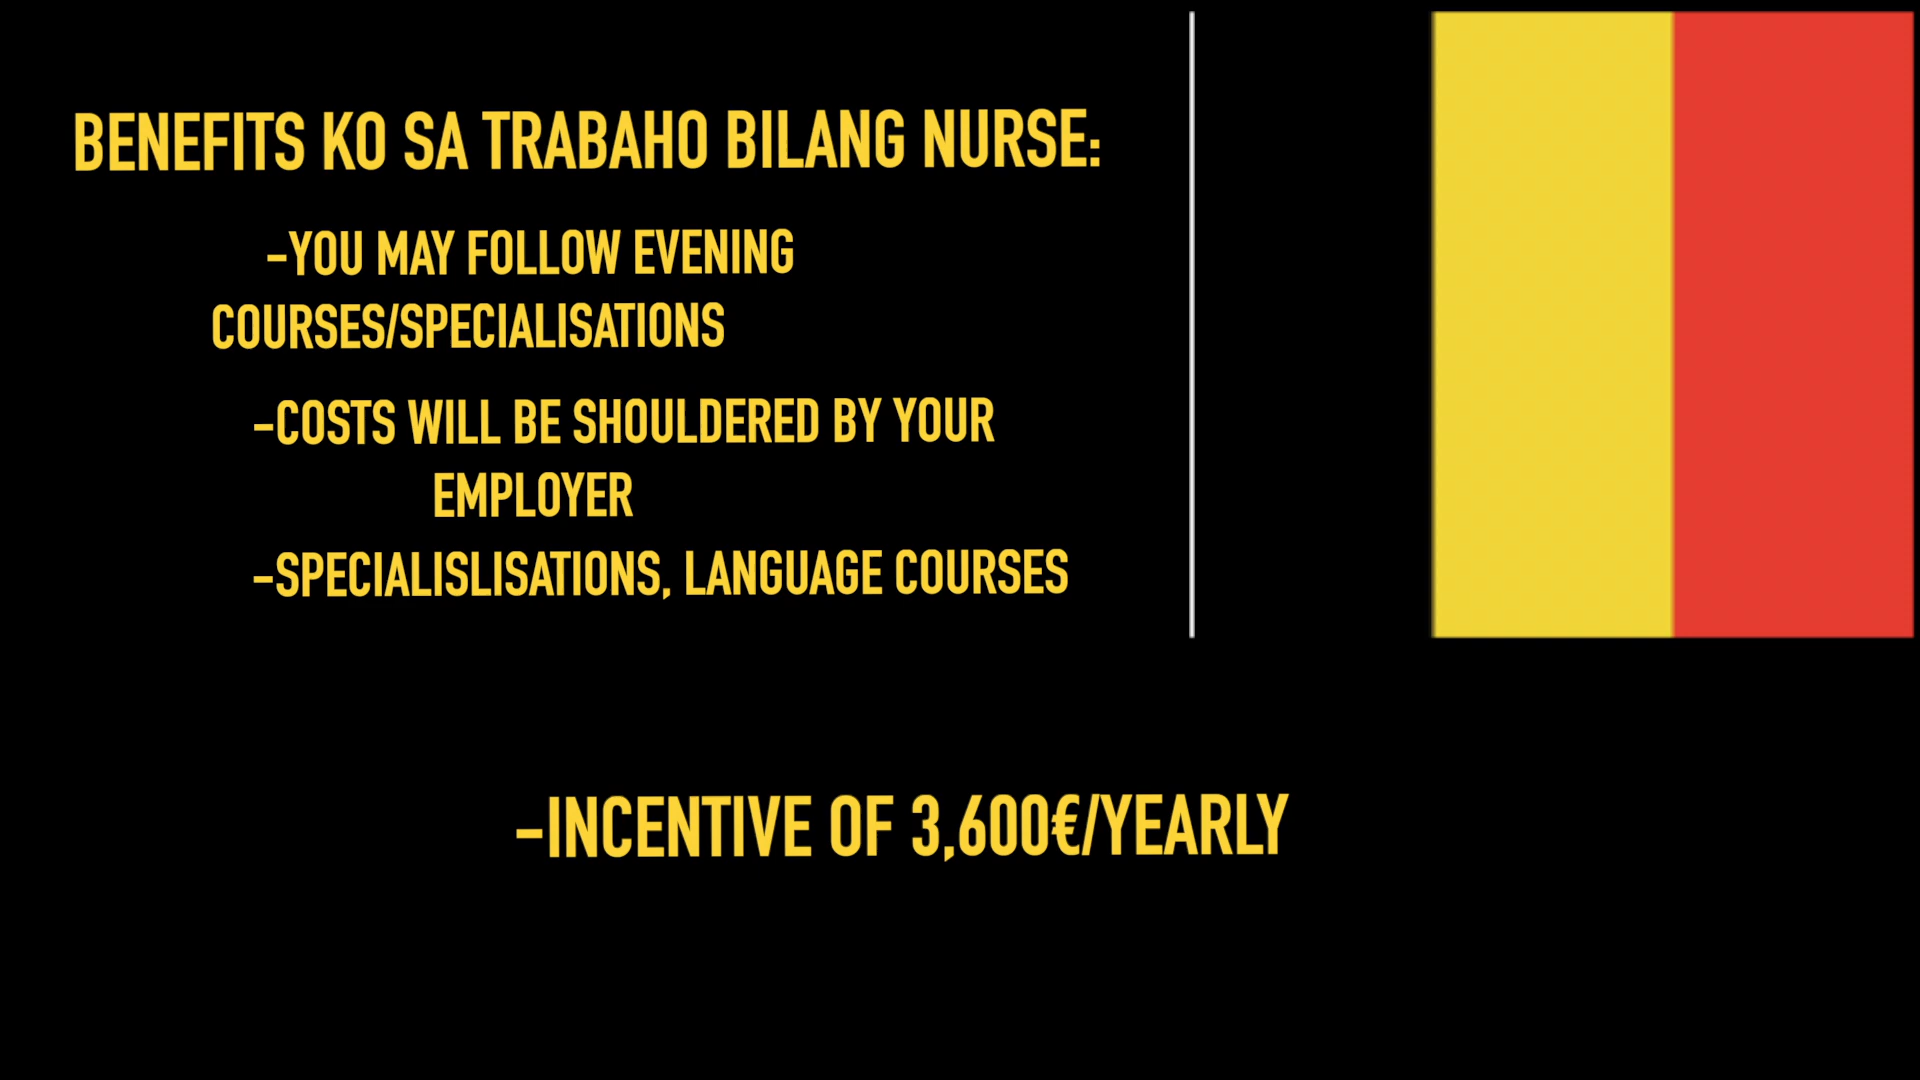 BENEFITS KO SA TRABAHO BILANG NURSE:
-YOU MAY FOLLOW EVENING
COURSES/SPECIALISATIONS
-COSTS WILL BE SHOULDERED BY YOUR
EMPLOYER
-SPECIALISLISATIONS, LANGUAGE COURSES
-INCENTIVE OF 3,600€/YEARLY